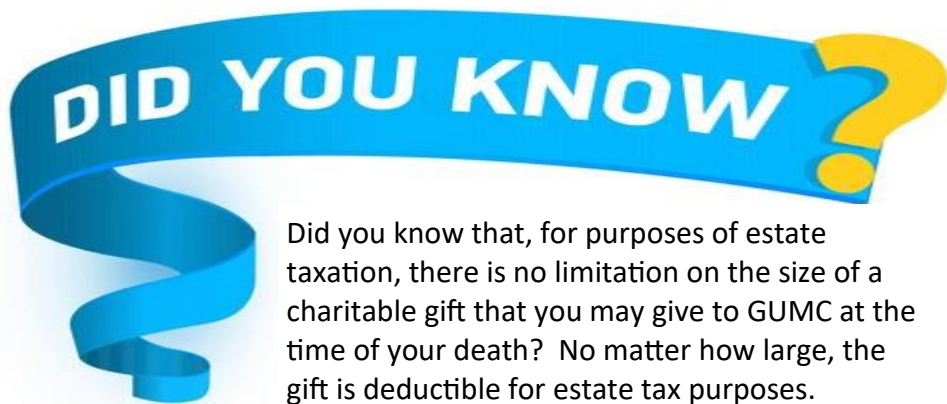 DID YOU KNOW?
Did you know that, for purposes of estate
taxation, there is no limitation on the size of a
charitable gift that you may give to GUMC at the
time of your death?  No matter how large, the
gift is deductible for estate tax purposes.